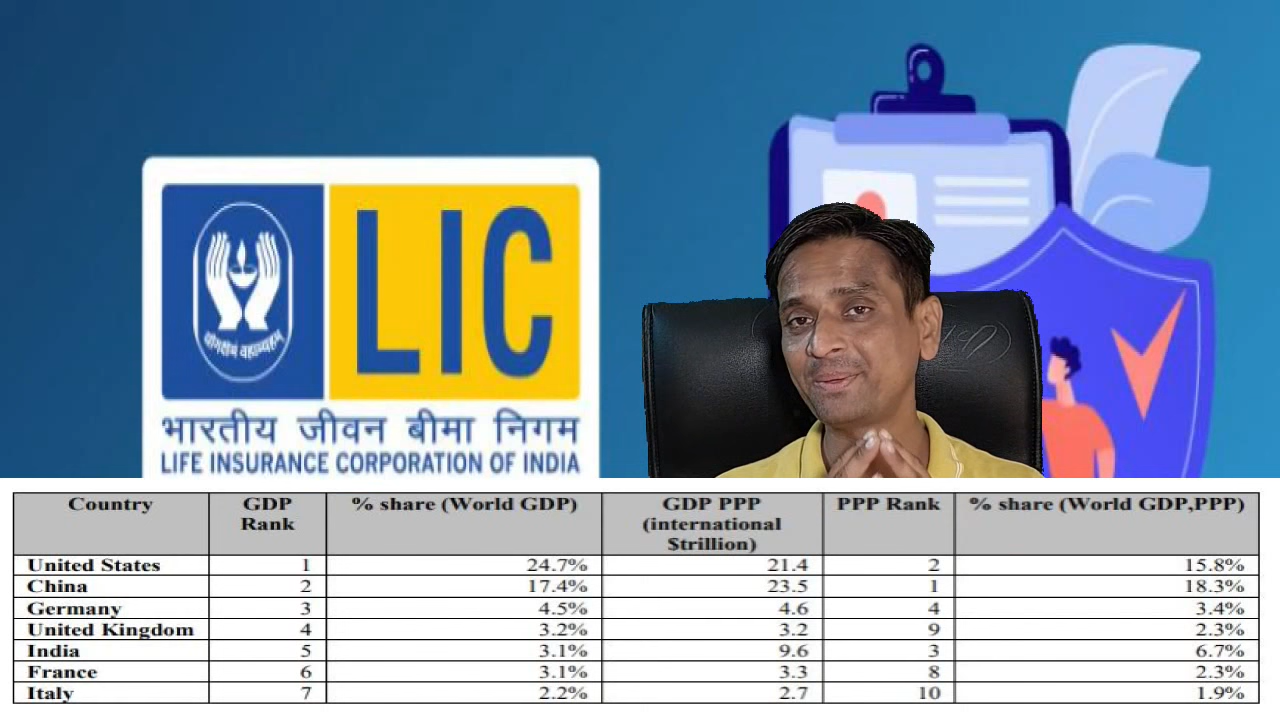 LIC
योगक्षेमं वहाम्यहम्
भारतीय जीवन बीमा निगम
LIFE INSURANCE CORPORATION OF INDIA
Country GDP Rank % share (World GDP) GDP PPP (international $trillion) PPP Rank % share (World GDP,PPP)
United States 1 24.7% 21.4 2 15.8%
China 2 17.4% 23.5 1 18.3%
Germany 3 4.5% 4.6 4 3.4%
United Kingdom 4 3.2% 3.2 9 2.3%
India 5 3.1% 9.6 3 6.7%
France 6 3.1% 3.3 8 2.3%
Italy 7 2.2% 2.7 10 1.9%